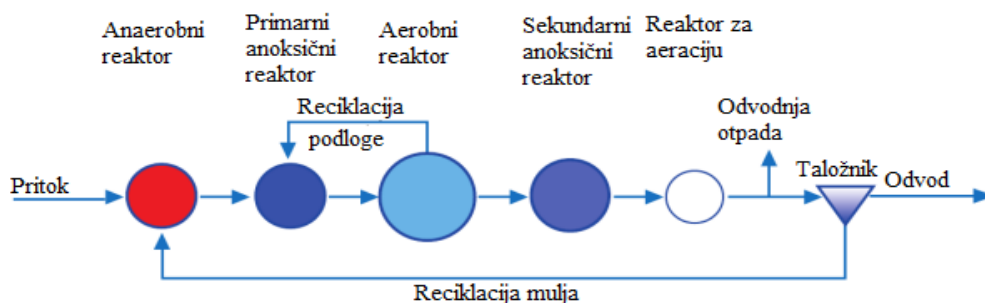 Anaerobni
reaktor
Primarni
anoksični
reaktor
Aerobni
reaktor
Sekundarni
anoksični
reaktor
Reaktor za
aeraciju
Reciklacija
podloge
Odvodnja
otpada
Pritok
Taložnik
Odvod
Reciklacija mulja